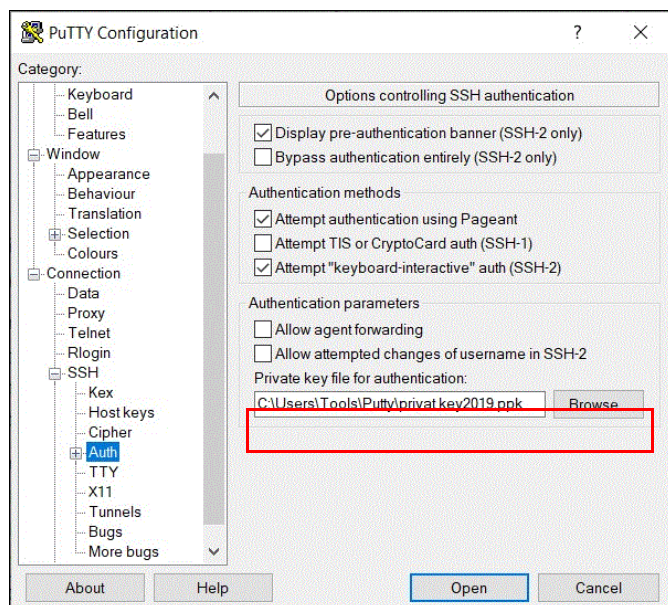 PuTTY Configuration
?
Category:
Keyboard
Bell
Features
Window
Appearance
Behaviour
Translation
Selection
Colours
Connection
Data
Proxy
Telnet
Rlogin
SSH
Kex
Host keys
Cipher
Auth
TTY
X11
Tunnels
Bugs
More bugs
Options controlling SSH authentication
Display pre-authentication banner (SSH-2 only)
Bypass authentication entirely (SSH-2 only)
Authentication methods
Attempt authentication using Pageant
Attempt TIS or CryptoCard auth (SSH-1)
Attempt "keyboard-interactive" auth (SSH-2)
Authentication parameters
Allow agent forwarding
Allow attempted changes of username in SSH-2
Private key file for authentication:
C:\Users\Tools\Putty\privat key2019.ppk Browse...
About Help Open Cancel